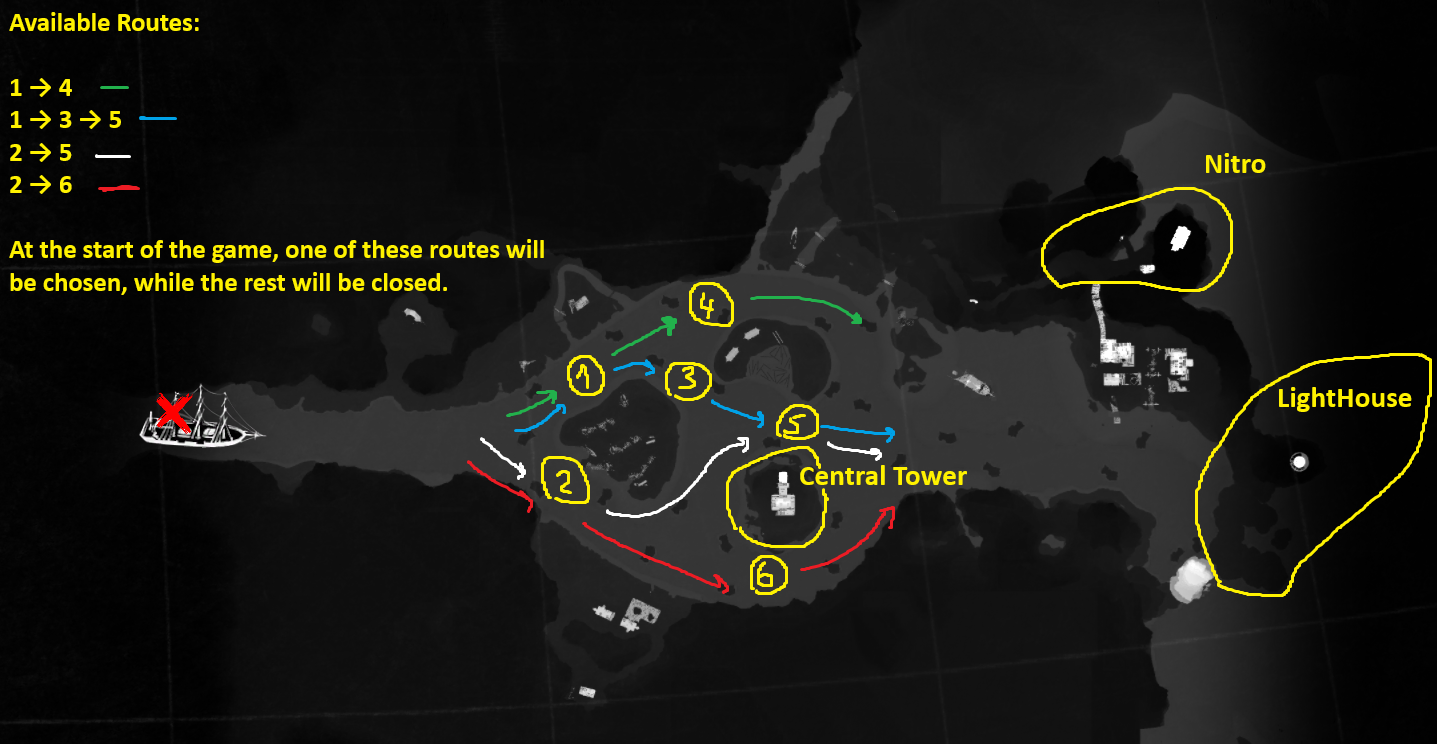 Available Routes:
1 → 4
1 → 3 → 5
2 → 5
2 → 6
At the start of the game, one of these routes will
be chosen, while the rest will be closed.
Nitro
4
1
3
LightHouse
5
2
Central Tower
6